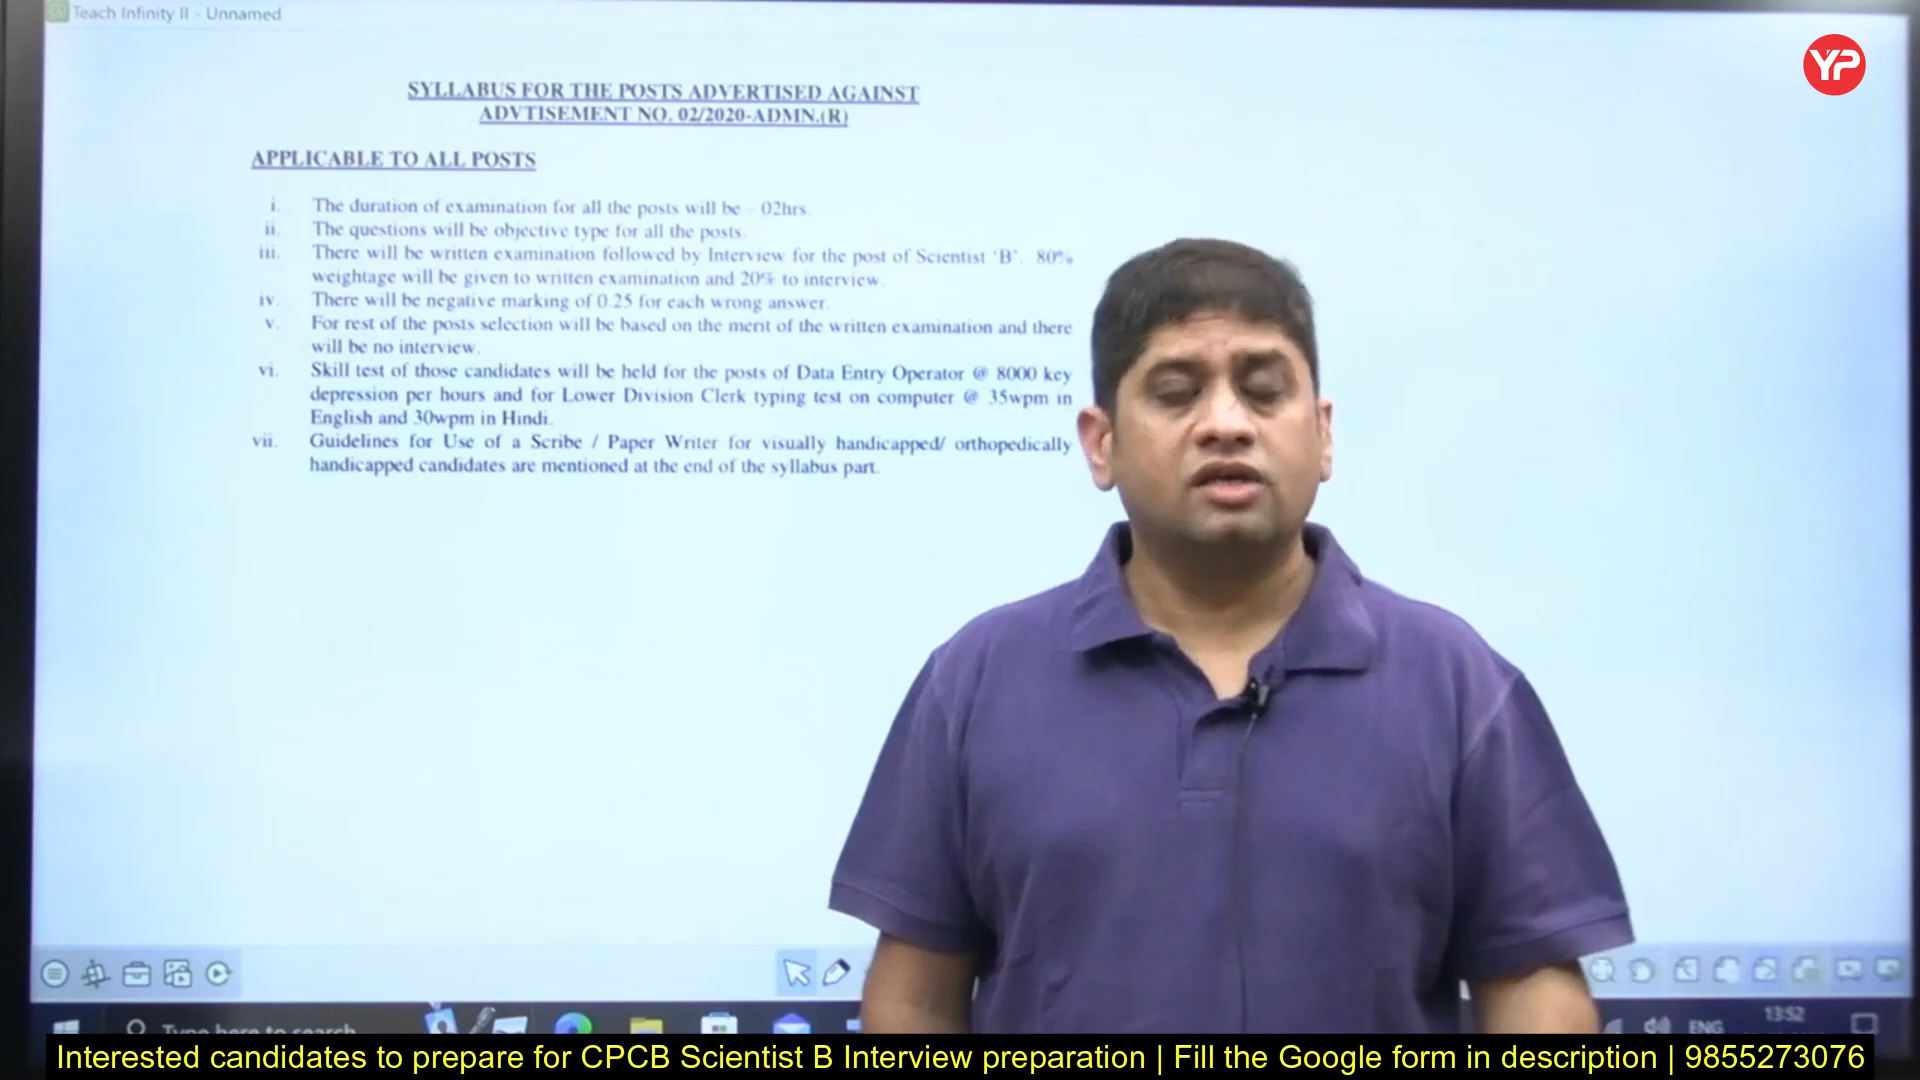 Teach Infinity II - Unnamed
YP
SYLLABUS FOR THE POSTS ADVERTISED AGAINST
ADVTISEMENT NO. 02/2020-ADMN.(R)
APPLICABLE TO ALL POSTS
i. The duration of examination for all the posts will be – 02hrs.
ii. The questions will be objective type for all the posts.
iii. There will be written examination followed by Interview for the post of Scientist ‘B’. 80%
weightage will be given to written examination and 20% to interview.
iv. There will be negative marking of 0.25 for each wrong answer.
v. For rest of the posts selection will be based on the merit of the written examination and there
will be no interview.
vi. Skill test of those candidates will be held for the posts of Data Entry Operator @ 8000 key
depression per hours and for Lower Division Clerk typing test on computer @ 35wpm in
English and 30wpm in Hindi.
vii. Guidelines for Use of a Scribe / Paper Writer for visually handicapped/ orthopedically
handicapped candidates are mentioned at the end of the syllabus part.
Type here to search
ENG
13:52
Interested candidates to prepare for CPCB Scientist B Interview preparation | Fill the Google form in description | 9855273076